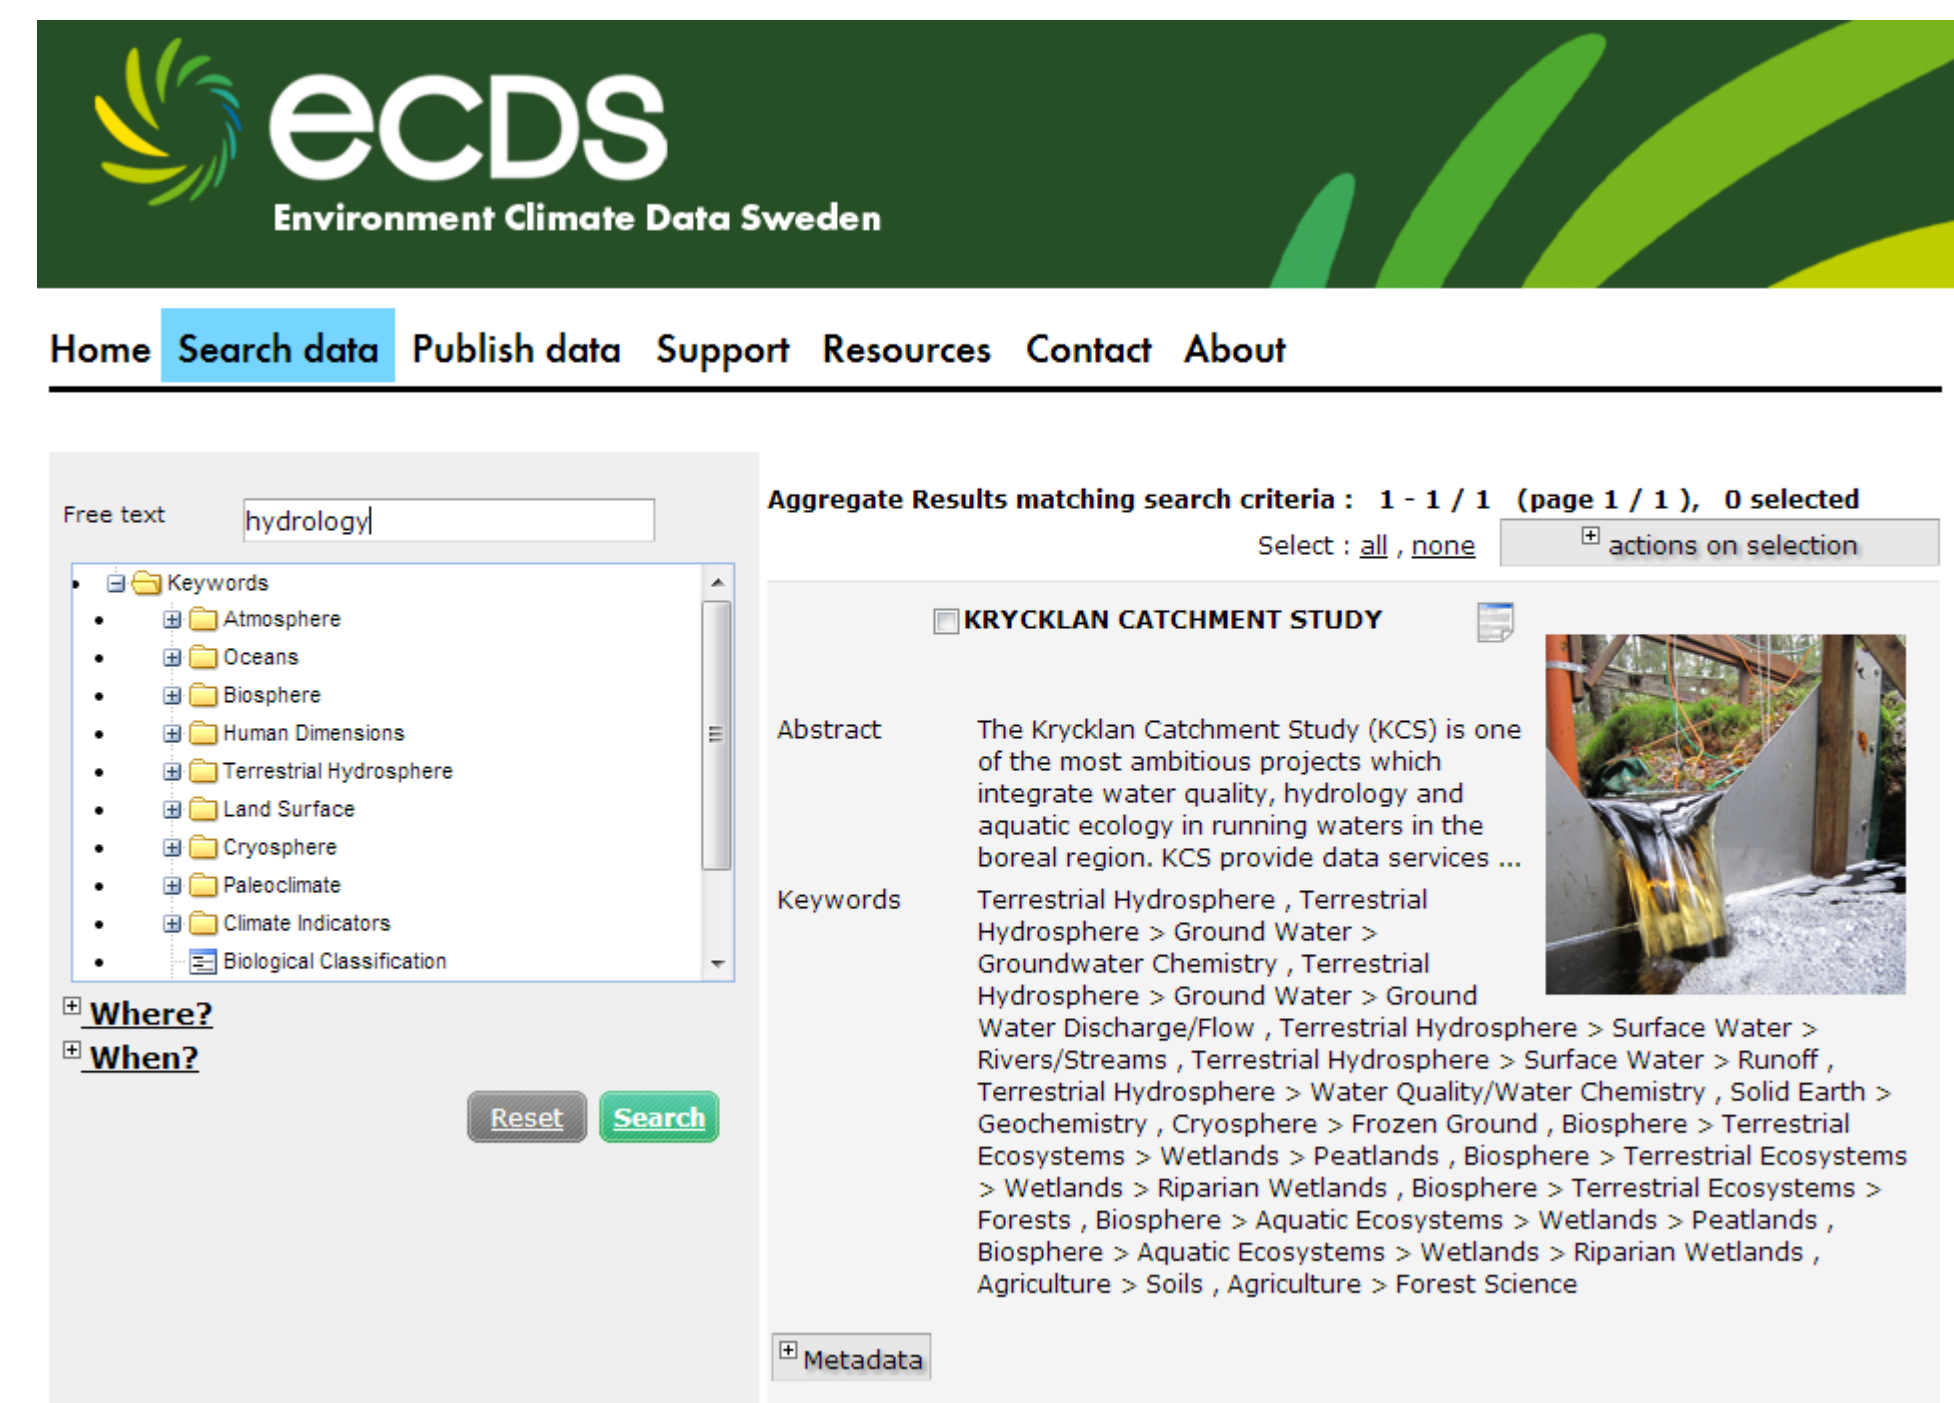 ecDS
Environment Climate Data Sweden
Home Search data Publish data Support Resources Contact About
Free text hydrology
Keywords
Atmosphere
Oceans
Biosphere
Human Dimensions
Terrestrial Hydrosphere
Land Surface
Cryosphere
Paleoclimate
Climate Indicators
Biological Classification
Where?
When?
Reset Search
Aggregate Results matching search criteria : 1 - 1 / 1 (page 1 / 1 ), 0 selected
Select : all , none actions on selection
KRYCKLAN CATCHMENT STUDY
Abstract The Krycklan Catchment Study (KCS) is one
of the most ambitious projects which
integrate water quality, hydrology and
aquatic ecology in running waters in the
boreal region. KCS provide data services ...
Keywords Terrestrial Hydrosphere , Terrestrial
Hydrosphere > Ground Water >
Groundwater Chemistry , Terrestrial
Hydrosphere > Ground Water > Ground
Water Discharge/Flow , Terrestrial Hydrosphere > Surface Water >
Rivers/Streams , Terrestrial Hydrosphere > Surface Water > Runoff ,
Terrestrial Hydrosphere > Water Quality/Water Chemistry , Solid Earth >
Geochemistry , Cryosphere > Frozen Ground , Biosphere > Terrestrial
Ecosystems > Wetlands > Peatlands , Biosphere > Terrestrial Ecosystems
> Wetlands > Riparian Wetlands , Biosphere > Terrestrial Ecosystems >
Forests , Biosphere > Aquatic Ecosystems > Wetlands > Peatlands ,
Biosphere > Aquatic Ecosystems > Wetlands > Riparian Wetlands ,
Agriculture > Soils , Agriculture > Forest Science
Metadata